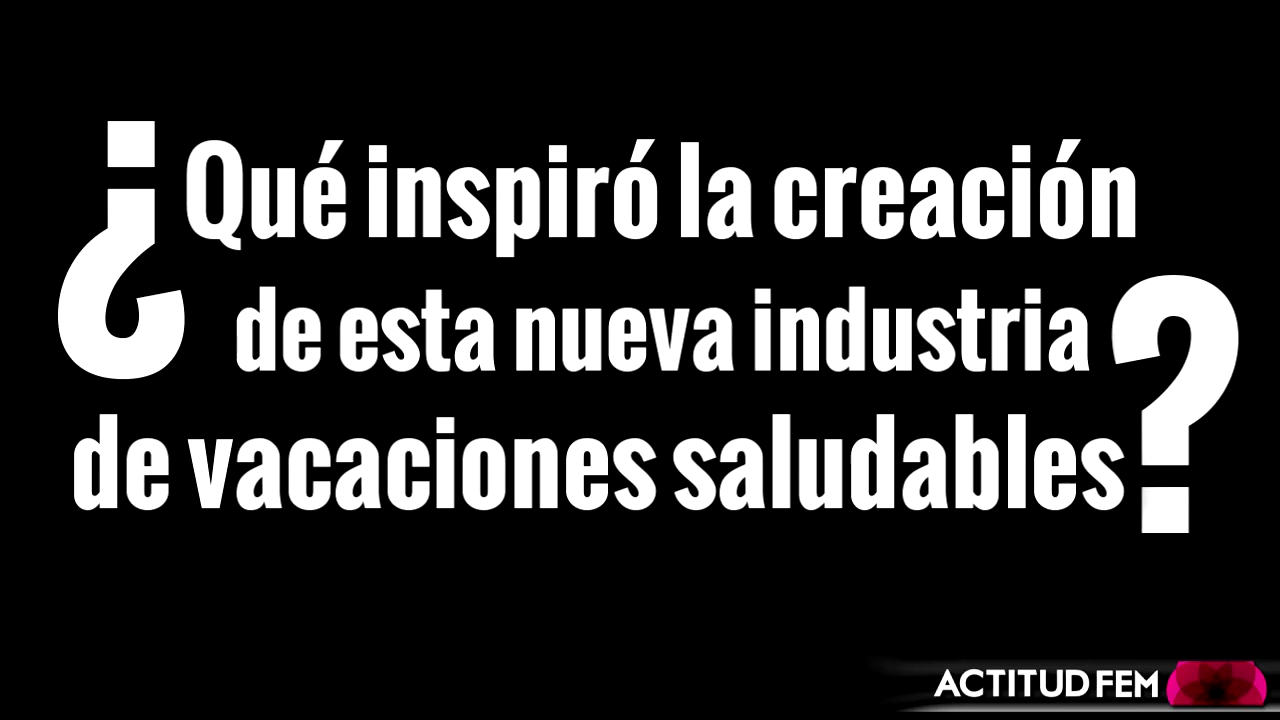 ¿Qué inspiró la creación
de esta nueva industria
de vacaciones saludables?
ACTITUD FEM